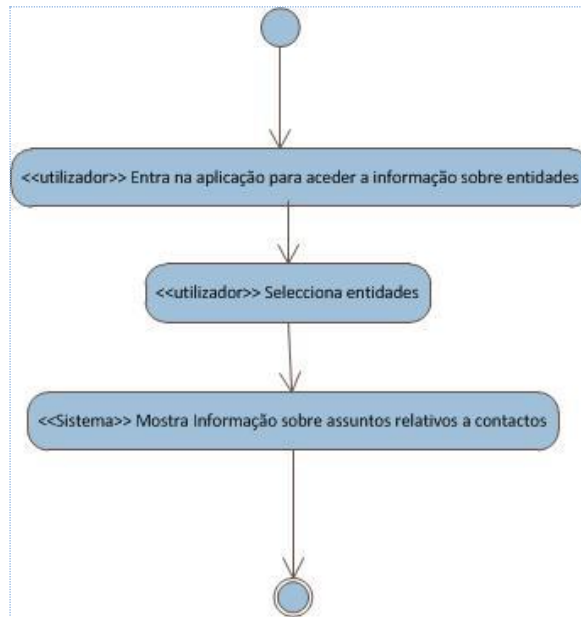 <<utilizador>> Entra na aplicação para aceder a informação sobre entidades
<<utilizador>> Selecciona entidades
<<Sistema>> Mostra Informação sobre assuntos relativos a contactos